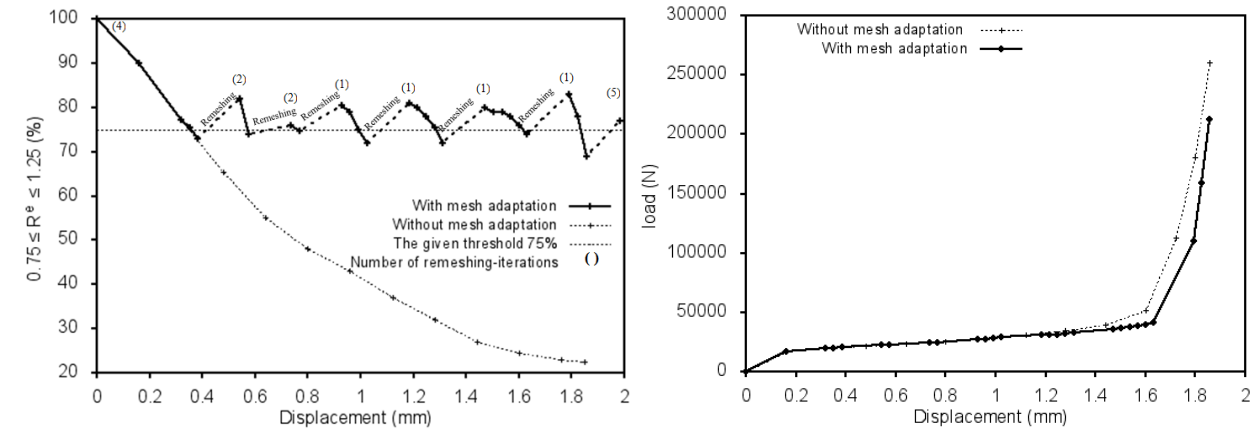 100
90
80
70
60
50
40
30
20
0
0.2
0.4
0.6
0.8
1
1.2
1.4
1.6
1.8
2
0.75 ≤ Rᵉ ≤ 1.25 (%)
Displacement (mm)
(4)
(2)
(2)
(1)
(1)
(1)
(1)
(5)
Remeshing
Remeshing
Remeshing
Remeshing
Remeshing
Remeshing
With mesh adaptation
Without mesh adaptation
The given threshold 75%
Number of remeshing-iterations ( )
300000
250000
200000
150000
100000
50000
0
0
0.2
0.4
0.6
0.8
1
1.2
1.4
1.6
1.8
2
load (N)
Displacement (mm)
Without mesh adaptation
With mesh adaptation